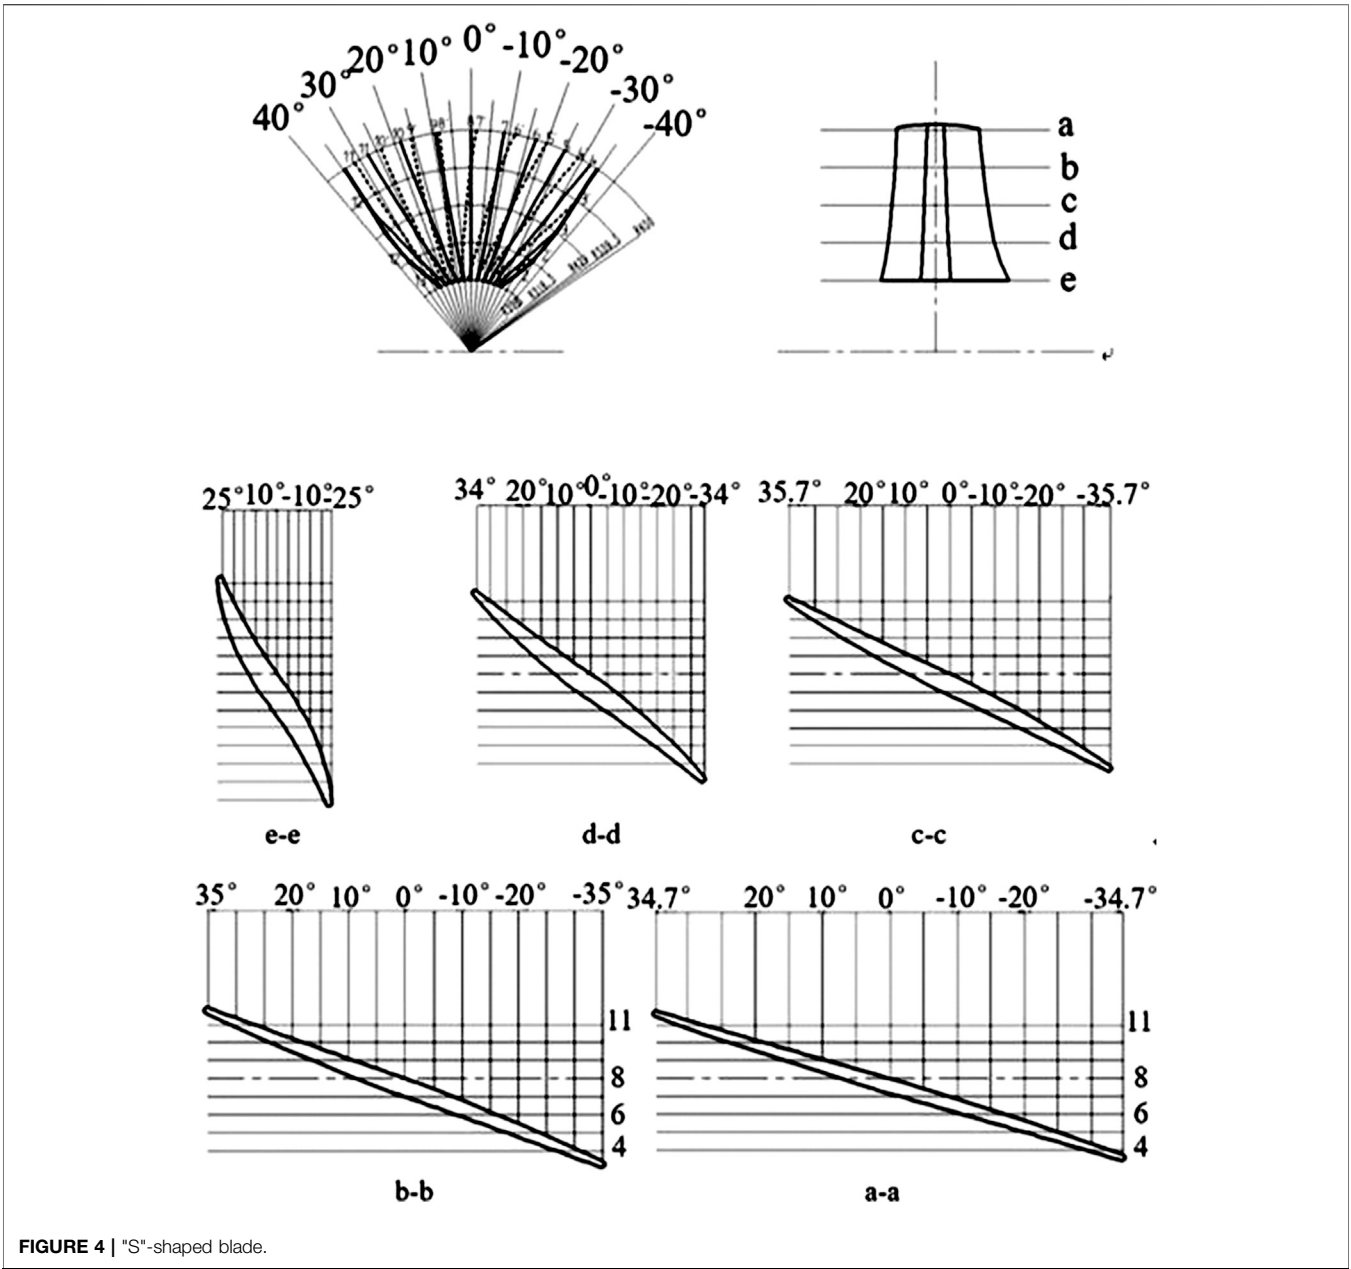 40° 30° 20° 10° 0° -10° -20° -30° -40°
a
b
c
d
e
25° 10° -10° -25°
34° 20° 10° 0° -10° -20° -34°
35.7° 20° 10° 0° -10° -20° -35.7°
e-e d-d c-c
35° 20° 10° 0° -10° -20° -35°
34.7° 20° 10° 0° -10° -20° -34.7°
11 11
8 8
6 6
4 4
b-b a-a
FIGURE 4 | "S"-shaped blade.